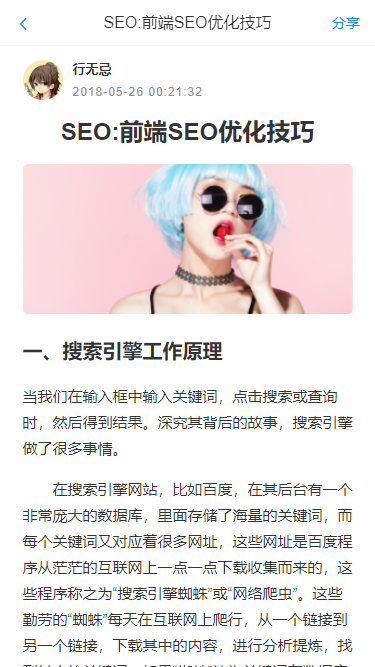 SEO:前端SEO优化技巧
分享
行无忌
2018-05-26 00:21:32
SEO:前端SEO优化技巧
一、搜索引擎工作原理
当我们在输入框中输入关键词，点击搜索或查询
时，然后得到结果。深究其背后的故事，搜索引擎
做了很多事情。
在搜索引擎网站，比如百度，在其后台有一个
非常庞大的数据库，里面存储了海量的关键词，而
每个关键词又对应着很多网址，这些网址是百度程
序从茫茫的互联网上一点一点下载收集而来的，这
些程序称之为“搜索引擎蜘蛛”或“网络爬虫”。这些
勤劳的“蜘蛛”每天在互联网上爬行，从一个链接到
另一个链接，下载其中的内容，进行分析提炼，找